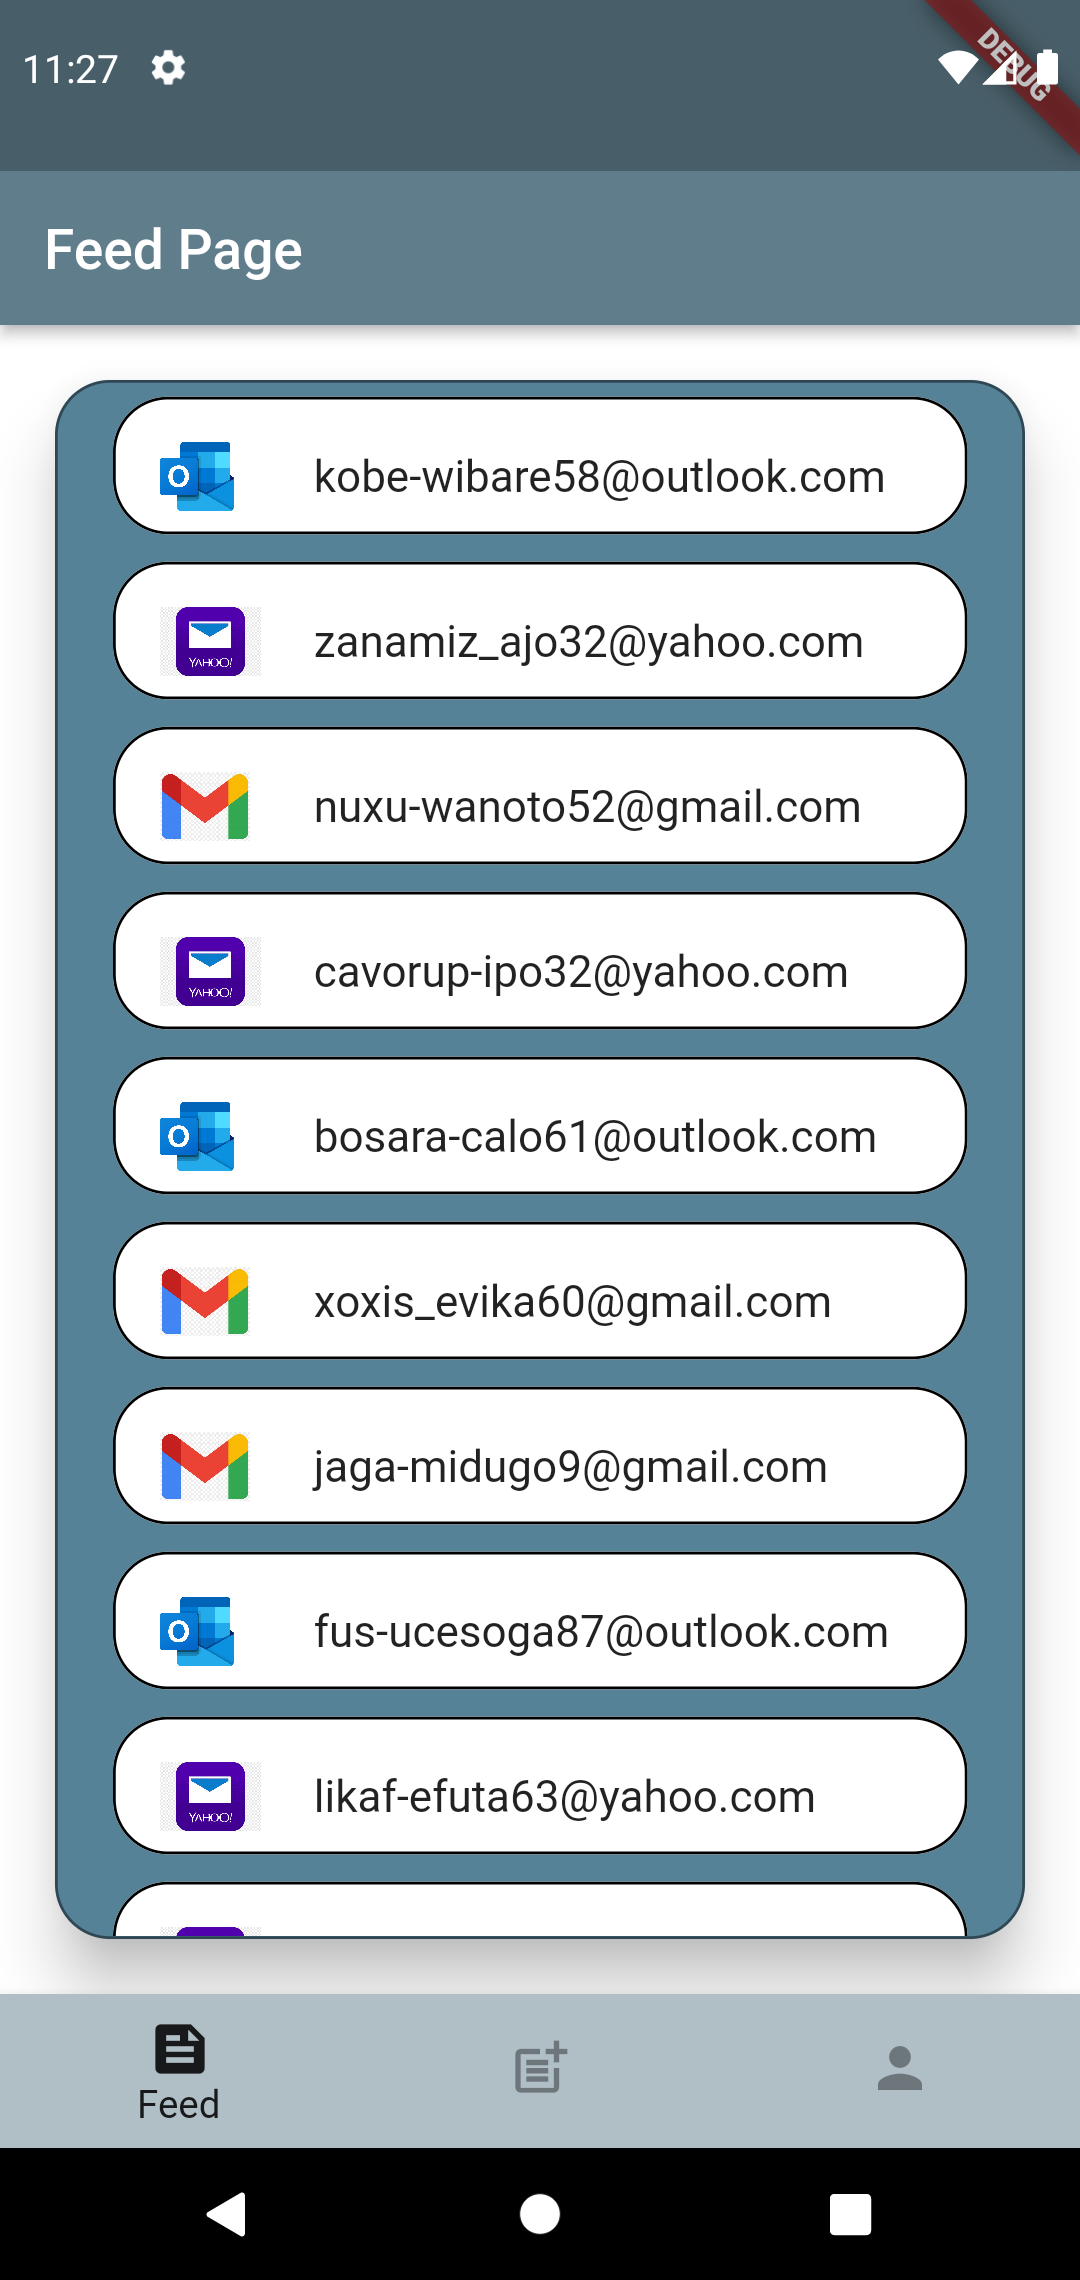 11:27
DEBUG
Feed Page
O kobe-wibare58@outlook.com
YAHOO! zanamiz_ajo32@yahoo.com
nuxu-wanoto52@gmail.com
YAHOO! cavorup-ipo32@yahoo.com
O bosara-calo61@outlook.com
xoxis_evika60@gmail.com
jaga-midugo9@gmail.com
O fus-ucesoga87@outlook.com
YAHOO! likaf-efuta63@yahoo.com
Feed